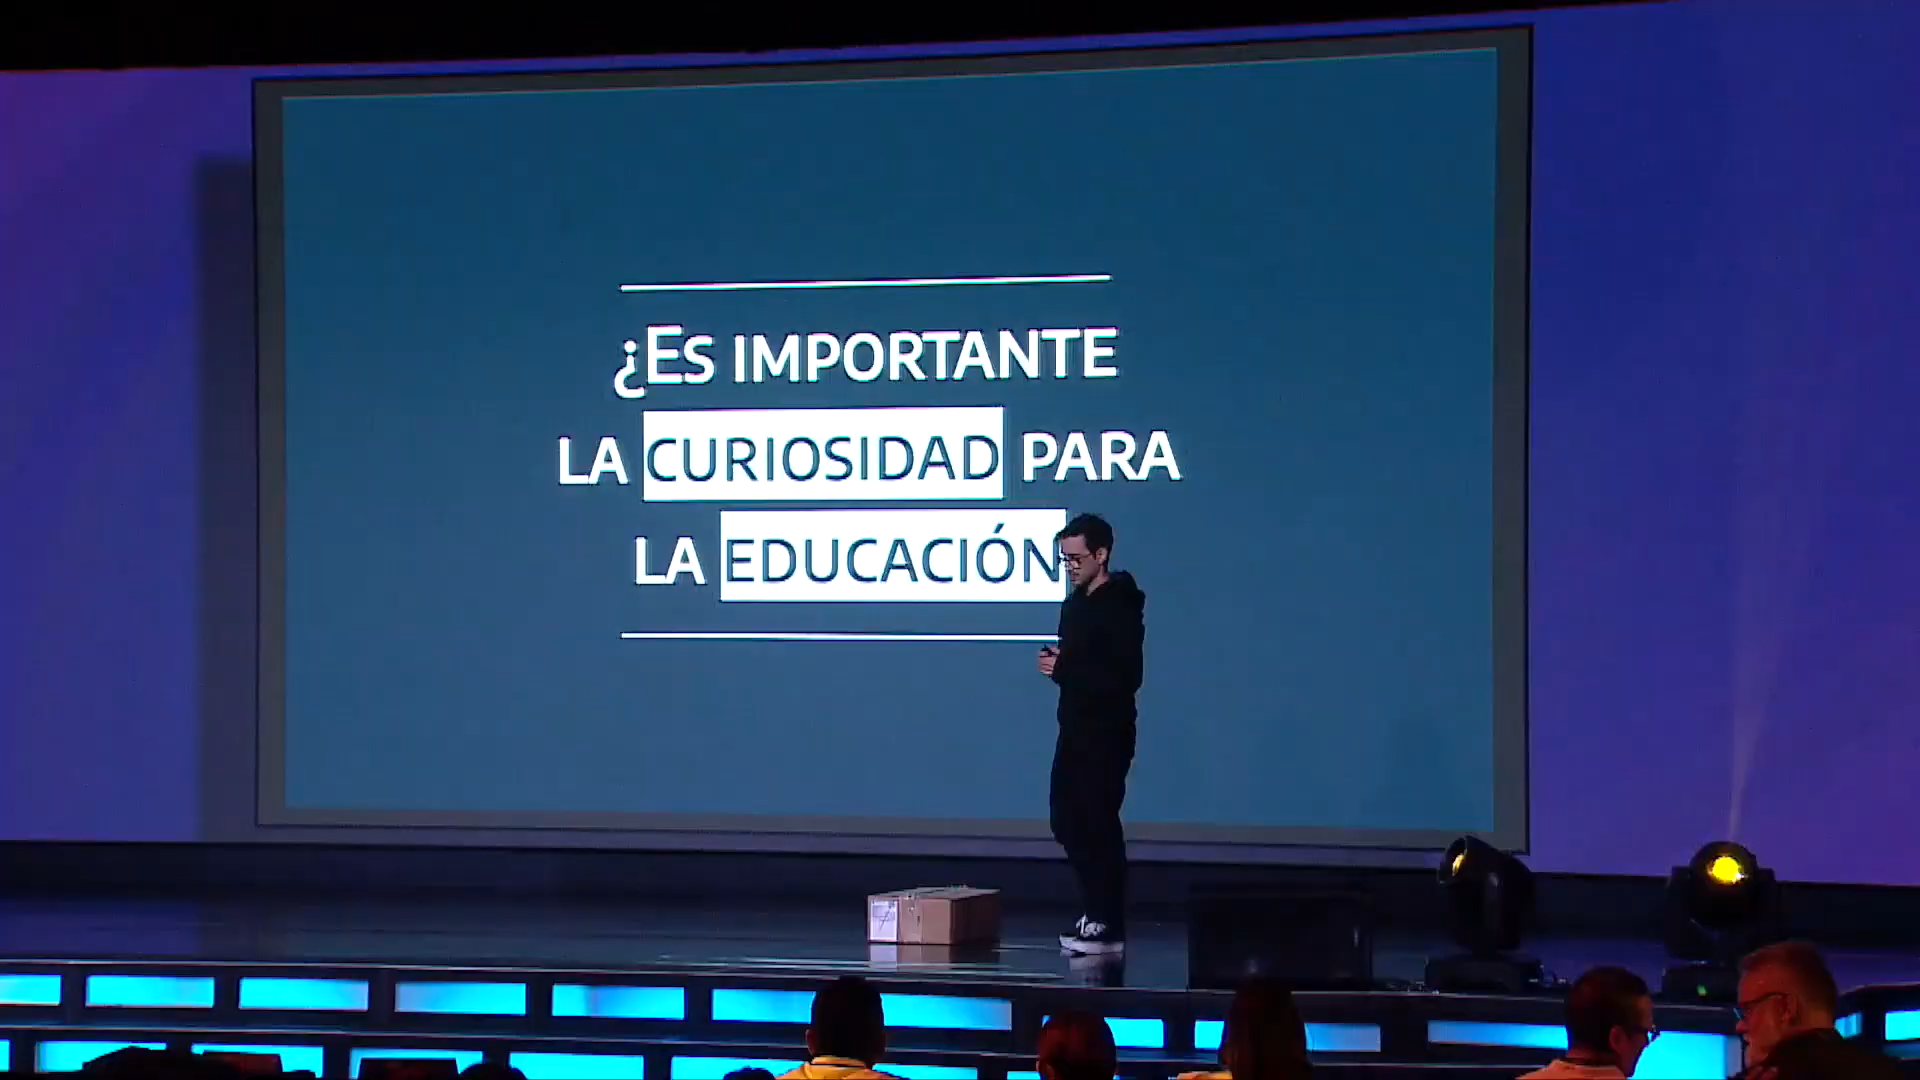 ¿Es IMPORTANTE
LA CURIOSIDAD PARA
LA EDUCACIÓN